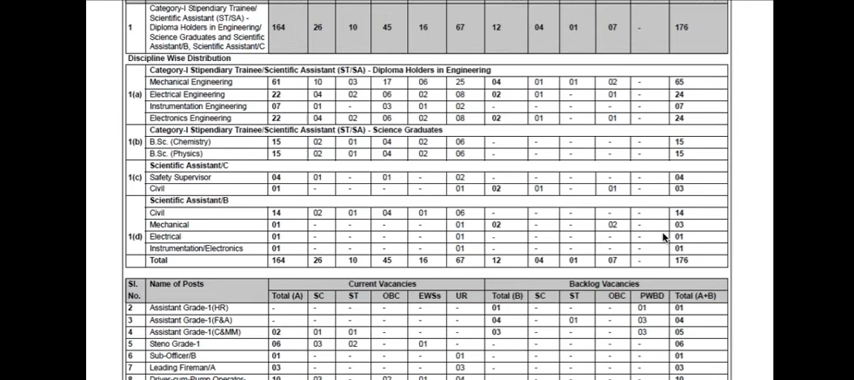 Category-I Stipendiary Trainee/
Scientific Assistant (ST/SA) -
1 Diploma Holders in Engineering/ 164 26 10 45 16 67 12 04 01 07 - 176
Science Graduates and Scientific
Assistant/B, Scientific Assistant/C
Discipline Wise Distribution
Category-I Stipendiary Trainee/Scientific Assistant (ST/SA) - Diploma Holders in Engineering
Mechanical Engineering 61 10 03 17 06 25 04 01 01 02 - 65
1(a) Electrical Engineering 22 04 02 06 02 08 02 01 - 01 - 24
Instrumentation Engineering 07 01 - 03 01 02 - - - - - 07
Electronics Engineering 22 04 02 06 02 08 02 01 - 01 - 24
Category-I Stipendiary Trainee/Scientific Assistant (ST/SA) - Science Graduates
1(b) B.Sc. (Chemistry) 15 02 01 04 02 06 - - - - - 15
B.Sc. (Physics) 15 02 01 04 02 06 - - - - - 15
Scientific Assistant/C
1(c) Safety Supervisor 04 01 - 01 - 02 - - - - - 04
Civil 01 - - - - 01 02 01 - 01 - 03
Scientific Assistant/B
Civil 14 02 01 04 01 06 - - - - - 14
Mechanical 01 - - - - 01 02 - - 02 - 03
1(d) Electrical 01 - - - - 01 - - - - - 01
Instrumentation/Electronics 01 - - - - 01 - - - - - 01
Total 164 26 10 45 16 67 12 04 01 07 - 176
Sl. No. Name of Posts Current Vacancies Backlog Vacancies
Total (A) SC ST OBC EWSs UR Total (B) SC ST OBC PWBD Total (A+B)
2 Assistant Grade-1(HR) - - - - - - 01 - - - 01 01
3 Assistant Grade-1(F&A) - - - - - - 04 - 01 - 03 04
4 Assistant Grade-1(C&MM) 02 01 01 - - - 03 - - - 03 05
5 Steno Grade-1 06 03 02 - 01 - - - - - - 06
6 Sub-Officer/B 01 - - - - 01 - - - - - 01
7 Leading Fireman/A 03 - - - - 03 - - - - - 03
8 Driver-cum-Pump Operator-